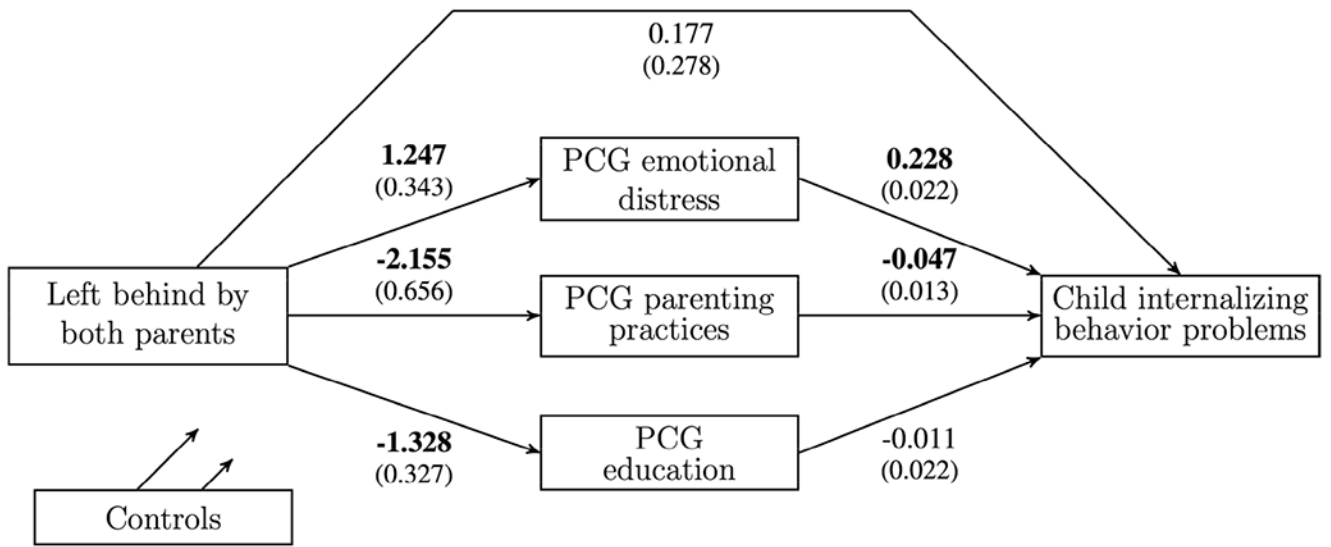 0.177
(0.278)
1.247
(0.343)
PCG emotional
distress
0.228
(0.022)
Left behind by
both parents
-2.155
(0.656)
PCG parenting
practices
-0.047
(0.013)
Child internalizing
behavior problems
-1.328
(0.327)
PCG
education
-0.011
(0.022)
Controls